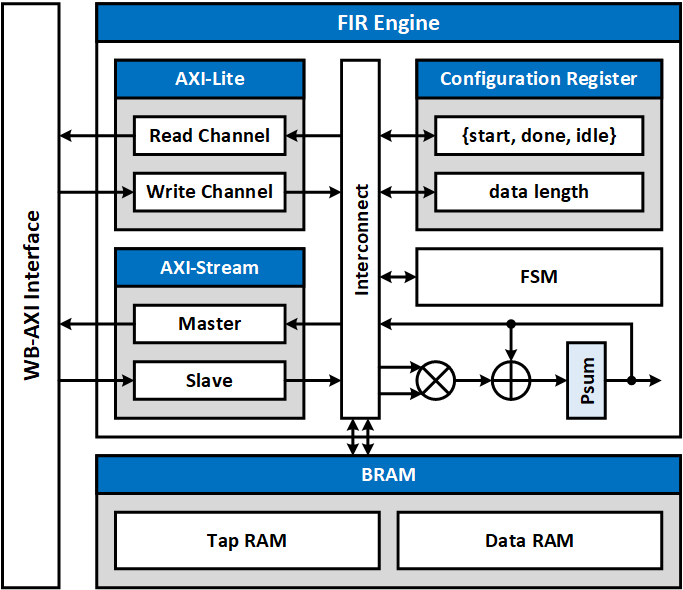 FIR Engine
WB-AXI Interface
AXI-Lite
Read Channel
Write Channel
AXI-Stream
Master
Slave
Interconnect
Configuration Register
{start, done, idle}
data length
FSM
Psum
BRAM
Tap RAM
Data RAM